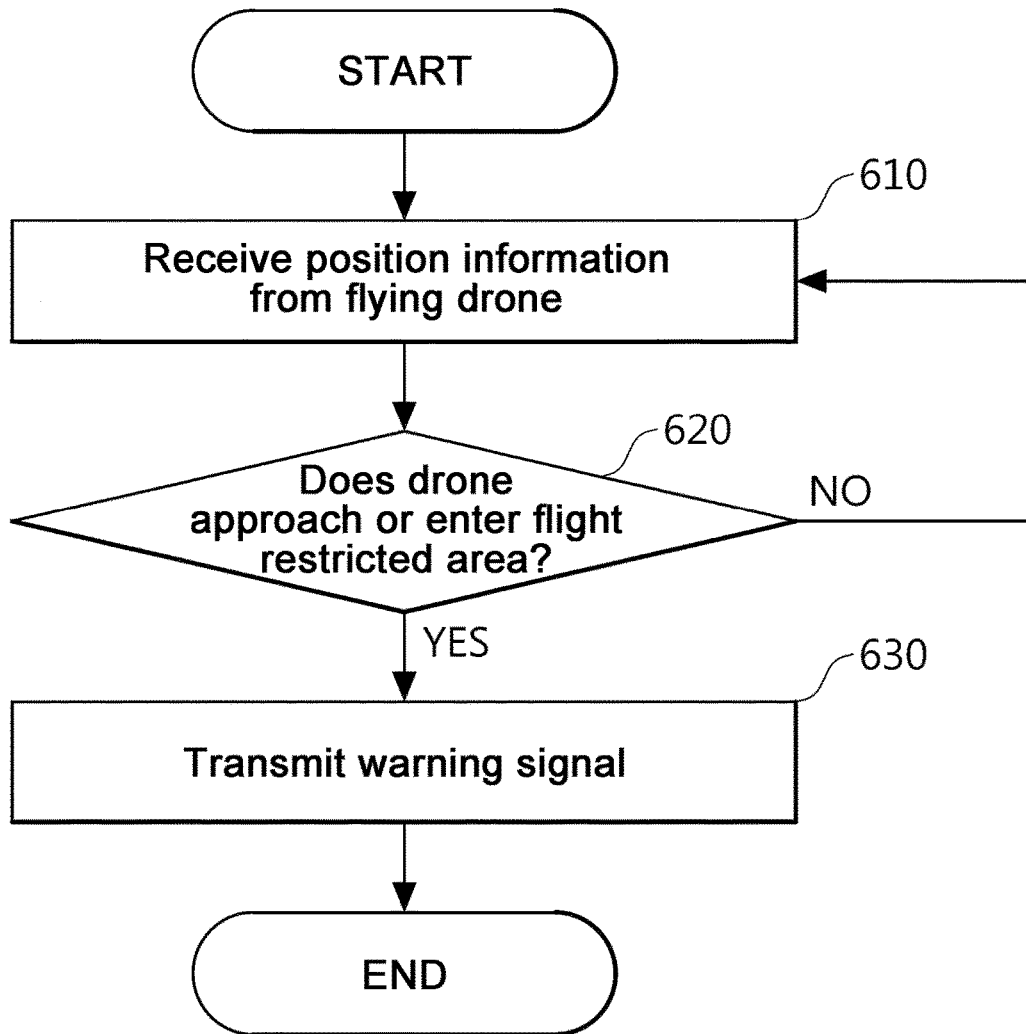 START
610
Receive position information
from flying drone
620
Does drone
approach or enter flight
restricted area?
NO
YES
630
Transmit warning signal
END